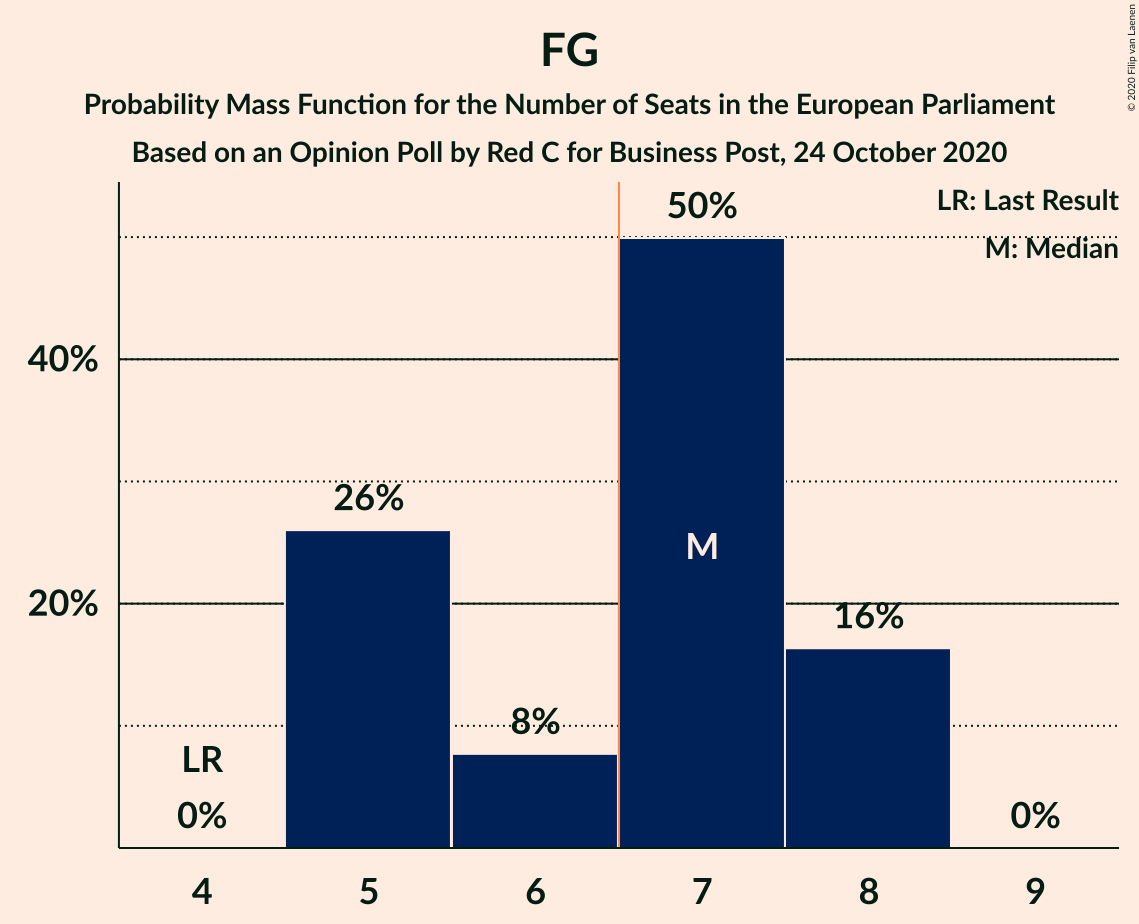 FG
Probability Mass Function for the Number of Seats in the European Parliament
Based on an Opinion Poll by Red C for Business Post, 24 October 2020
© 2020 Filip van Laenen
LR: Last Result
M: Median
50%
40%
26%
M
20%
16%
8%
LR
0%
0%
4 5 6 7 8 9